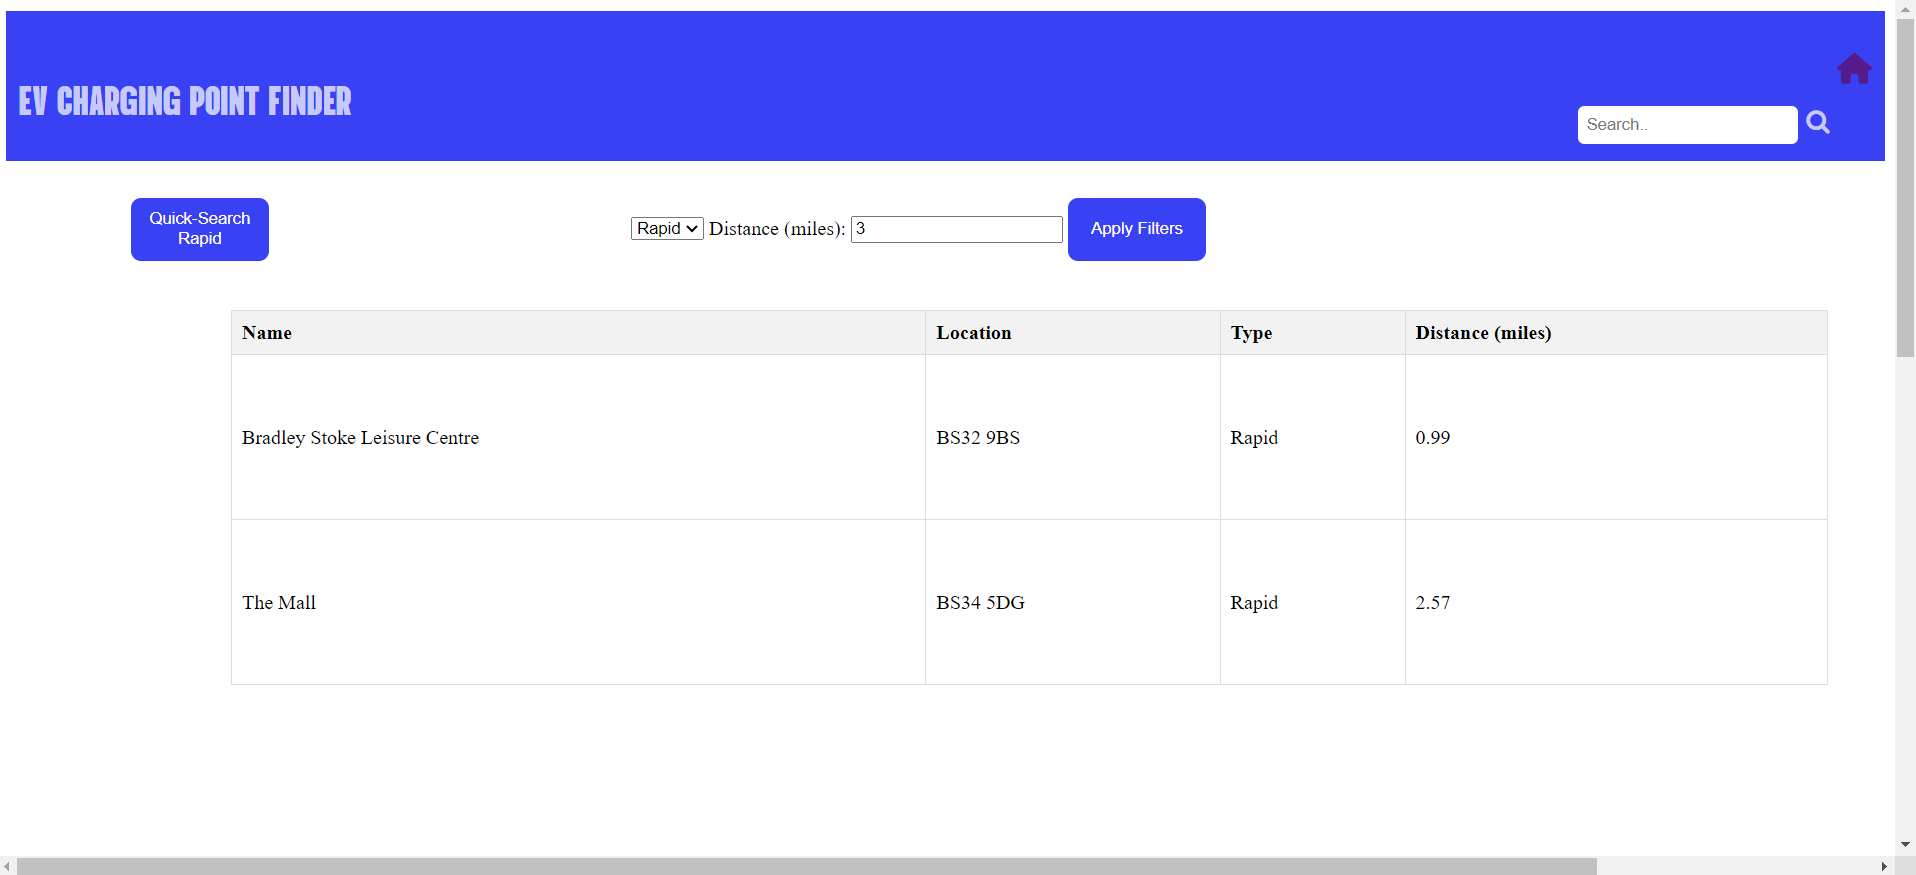 EV CHARGING POINT FINDER
Search..
Quick-Search
Rapid
Rapid Distance (miles): 3 Apply Filters
Name Location Type Distance (miles)
Bradley Stoke Leisure Centre BS32 9BS Rapid 0.99
The Mall BS34 5DG Rapid 2.57